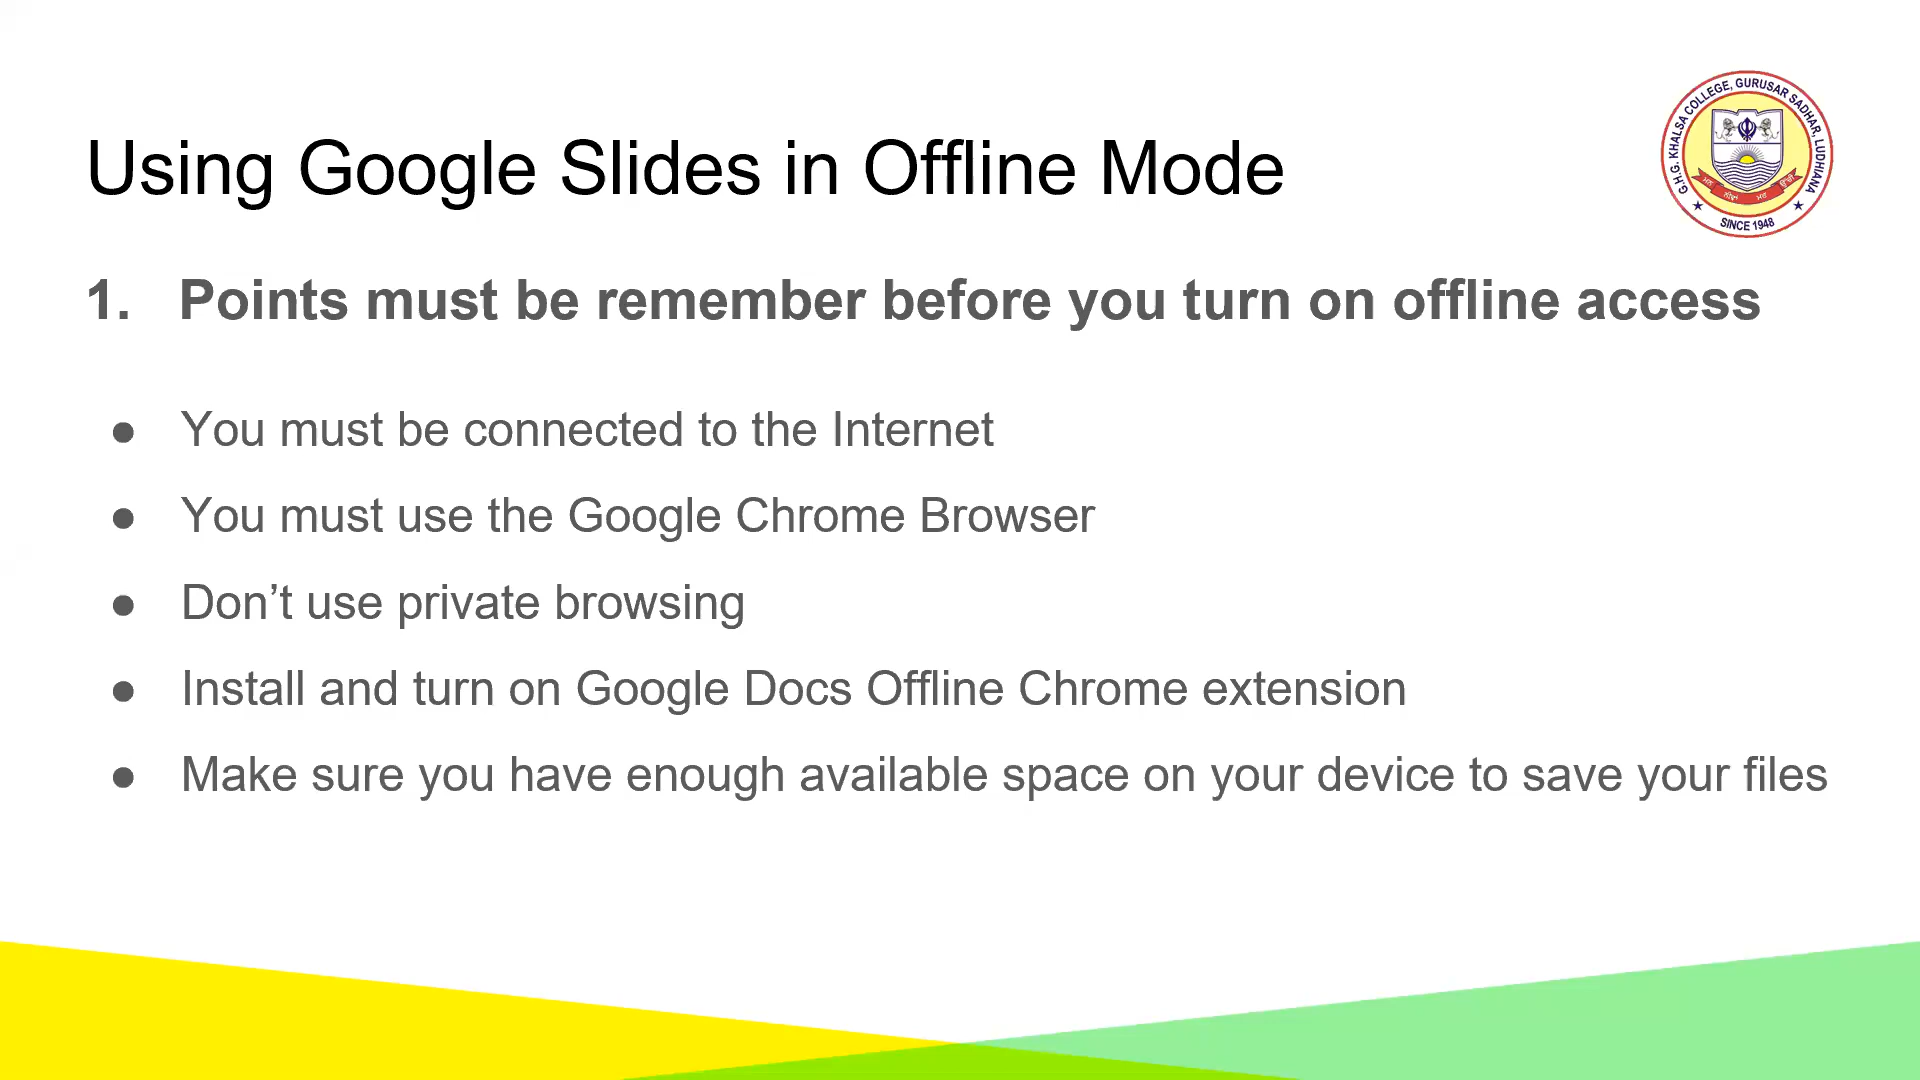 Using Google Slides in Offline Mode
G.H.G. KHALSA COLLEGE, GURUSAR SADHAR, LUDHIANA
SINCE 1948
1. Points must be remember before you turn on offline access
● You must be connected to the Internet
● You must use the Google Chrome Browser
● Don’t use private browsing
● Install and turn on Google Docs Offline Chrome extension
● Make sure you have enough available space on your device to save your files